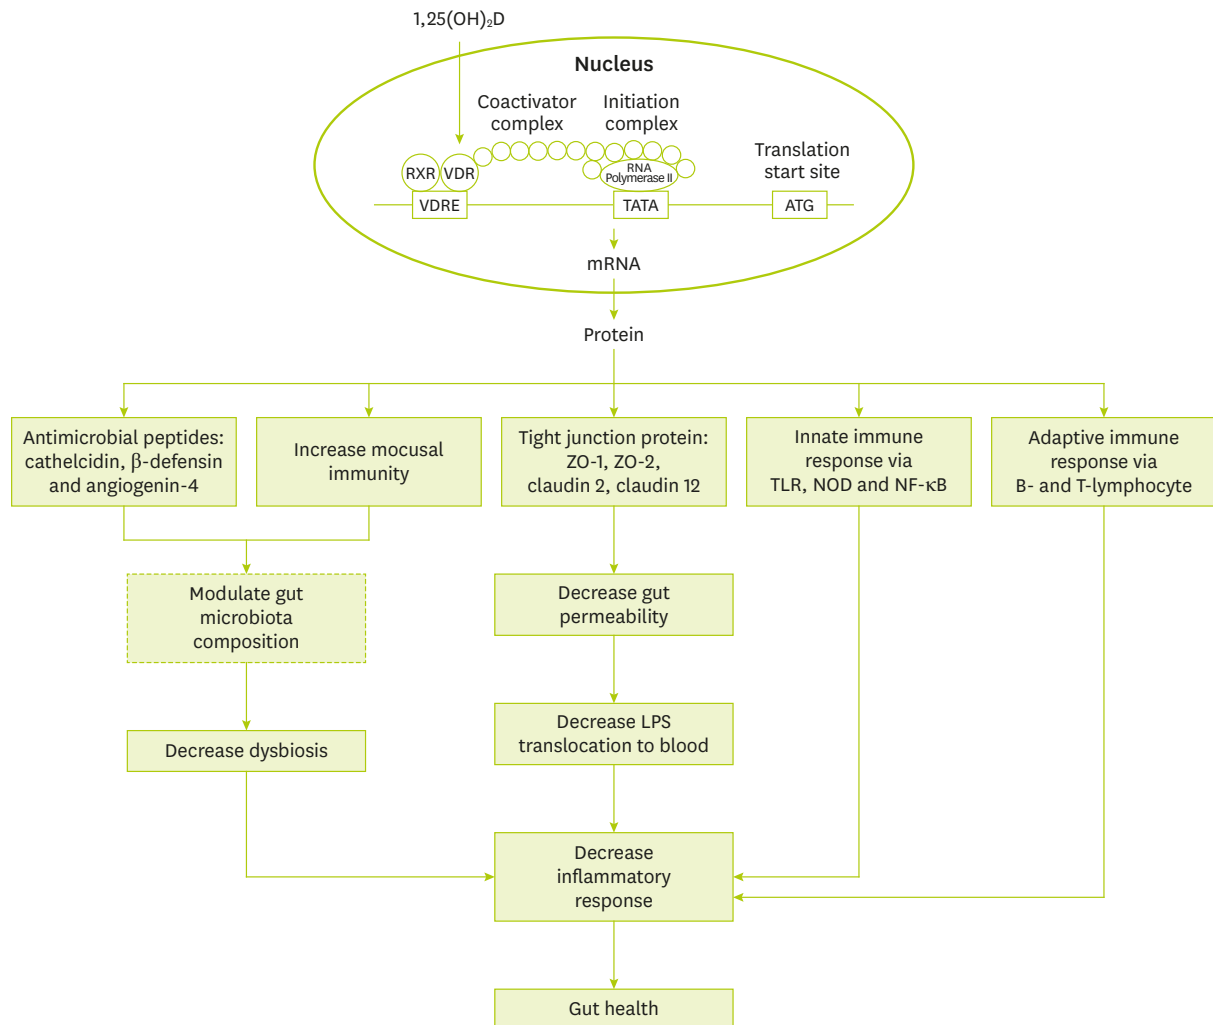 1,25(OH)₂D
Nucleus
Coactivator
complex
Initiation
complex
Translation
start site
RXR
VDR
RNA
Polymerase II
VDRE
TATA
ATG
mRNA
Protein
Antimicrobial peptides:
cathelcidin, β-defensin
and angiogenin-4
Increase mocusal
immunity
Tight junction protein:
ZO-1, ZO-2,
claudin 2, claudin 12
Innate immune
response via
TLR, NOD and NF-κB
Adaptive immune
response via
B- and T-lymphocyte
Modulate gut
microbiota
composition
Decrease gut
permeability
Decrease dysbiosis
Decrease LPS
translocation to blood
Decrease
inflammatory
response
Gut health